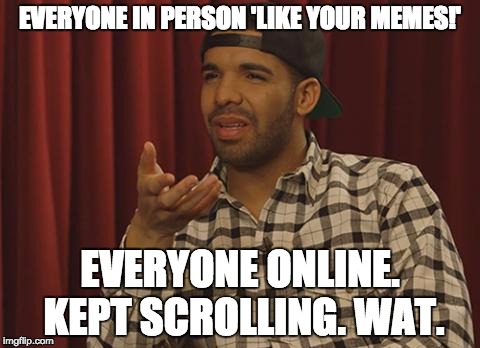 EVERYONE IN PERSON 'LIKE YOUR MEMES!'
EVERYONE ONLINE.
KEPT SCROLLING. WAT.
imgflip.com